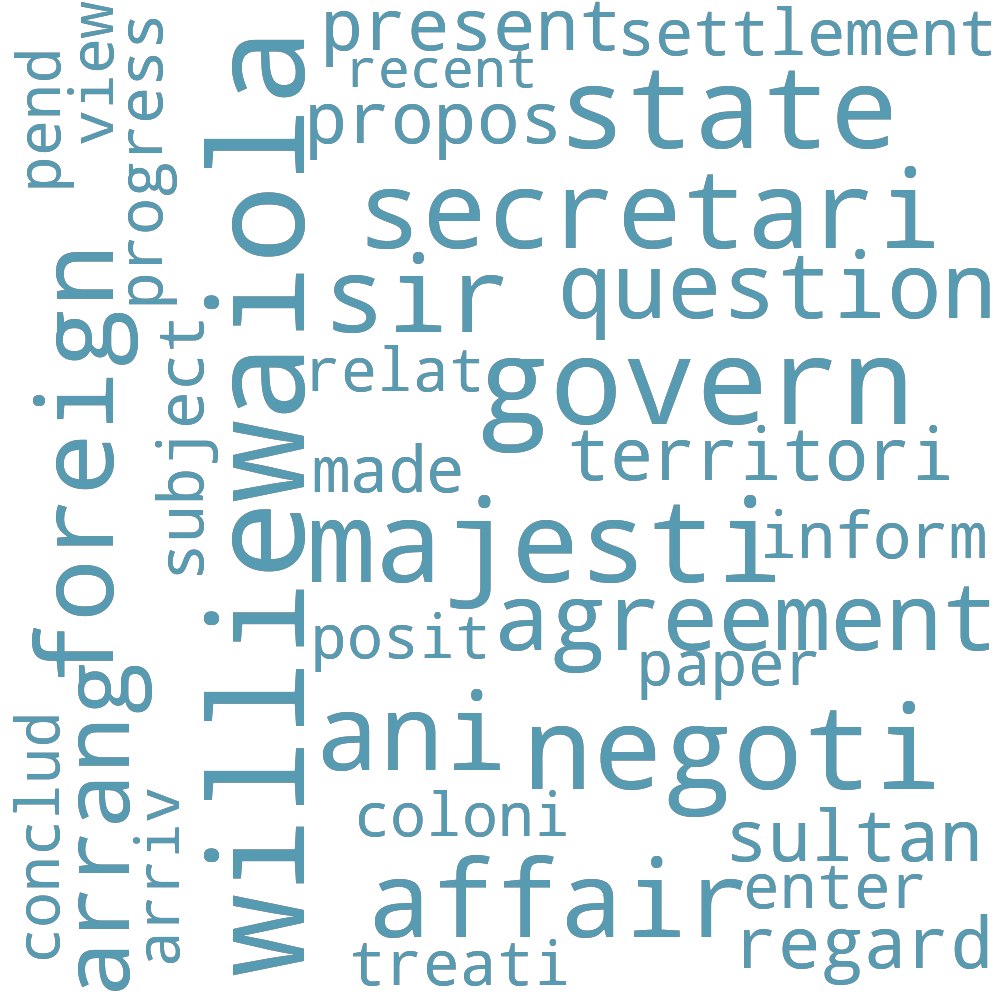 pend
view
progress
foreign
subject
conclud
arrang
arriv
williewaiola
present
settlement
recent
propos
state
secretari
sir
question
relat
govern
territori
made
majesti
inform
posit
agreement
paper
ani
negoti
coloni
sultan
affair
enter
treati
regard